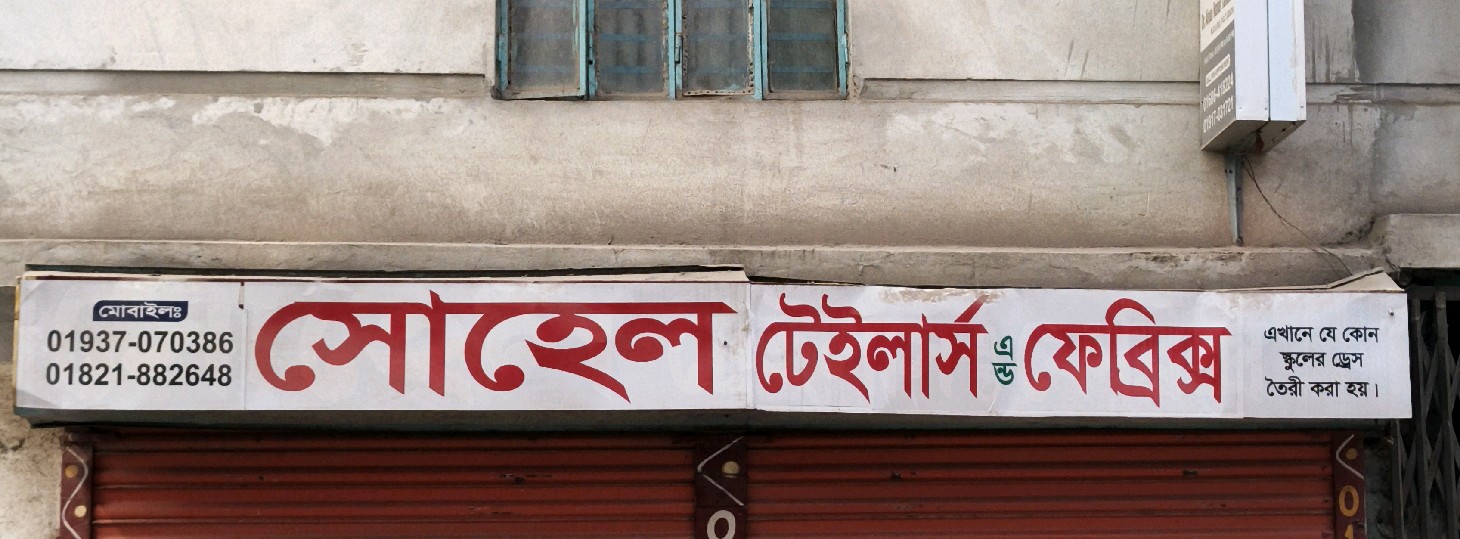 মোবাইলঃ
01937-070386
01821-882648
সোহেল টেইলার্স এন্ড ফেব্রিক্স
এখানে যে কোন
স্কুলের ড্রেস
তৈরী করা হয়।